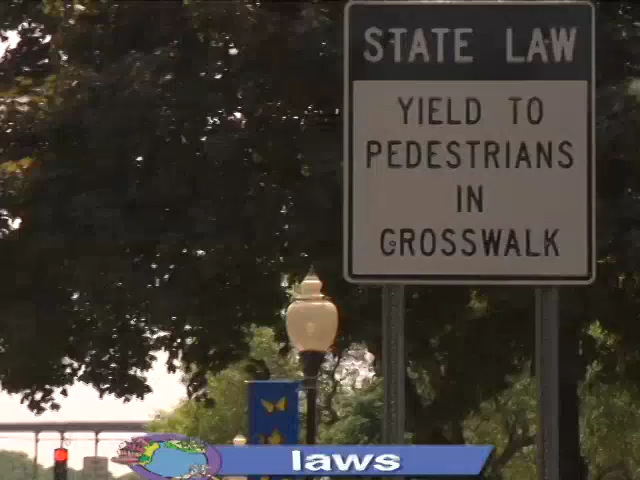 STATE LAW
YIELD TO
PEDESTRIANS
IN
CROSSWALK
laws